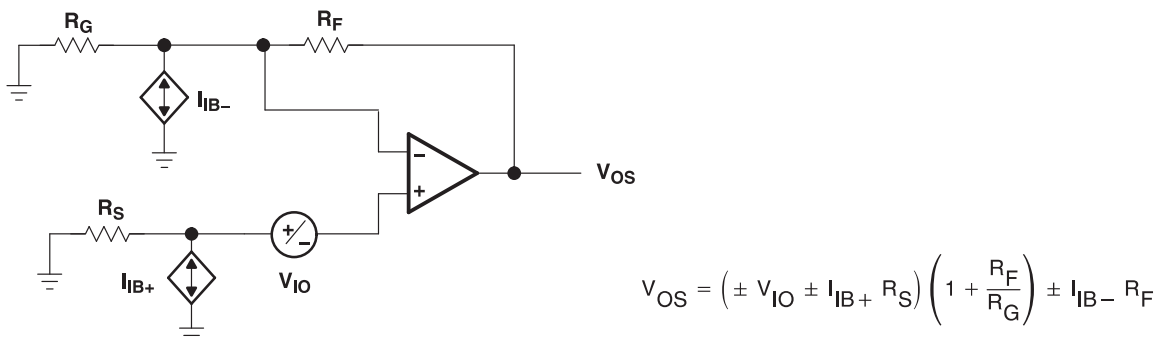 R_G
R_F
I_IB–
–
+
V_OS
R_S
+/–
I_IB+
V_IO
V_OS = ( ± V_IO ± I_IB+ R_S ) ( 1 + R_F / R_G ) ± I_IB– R_F